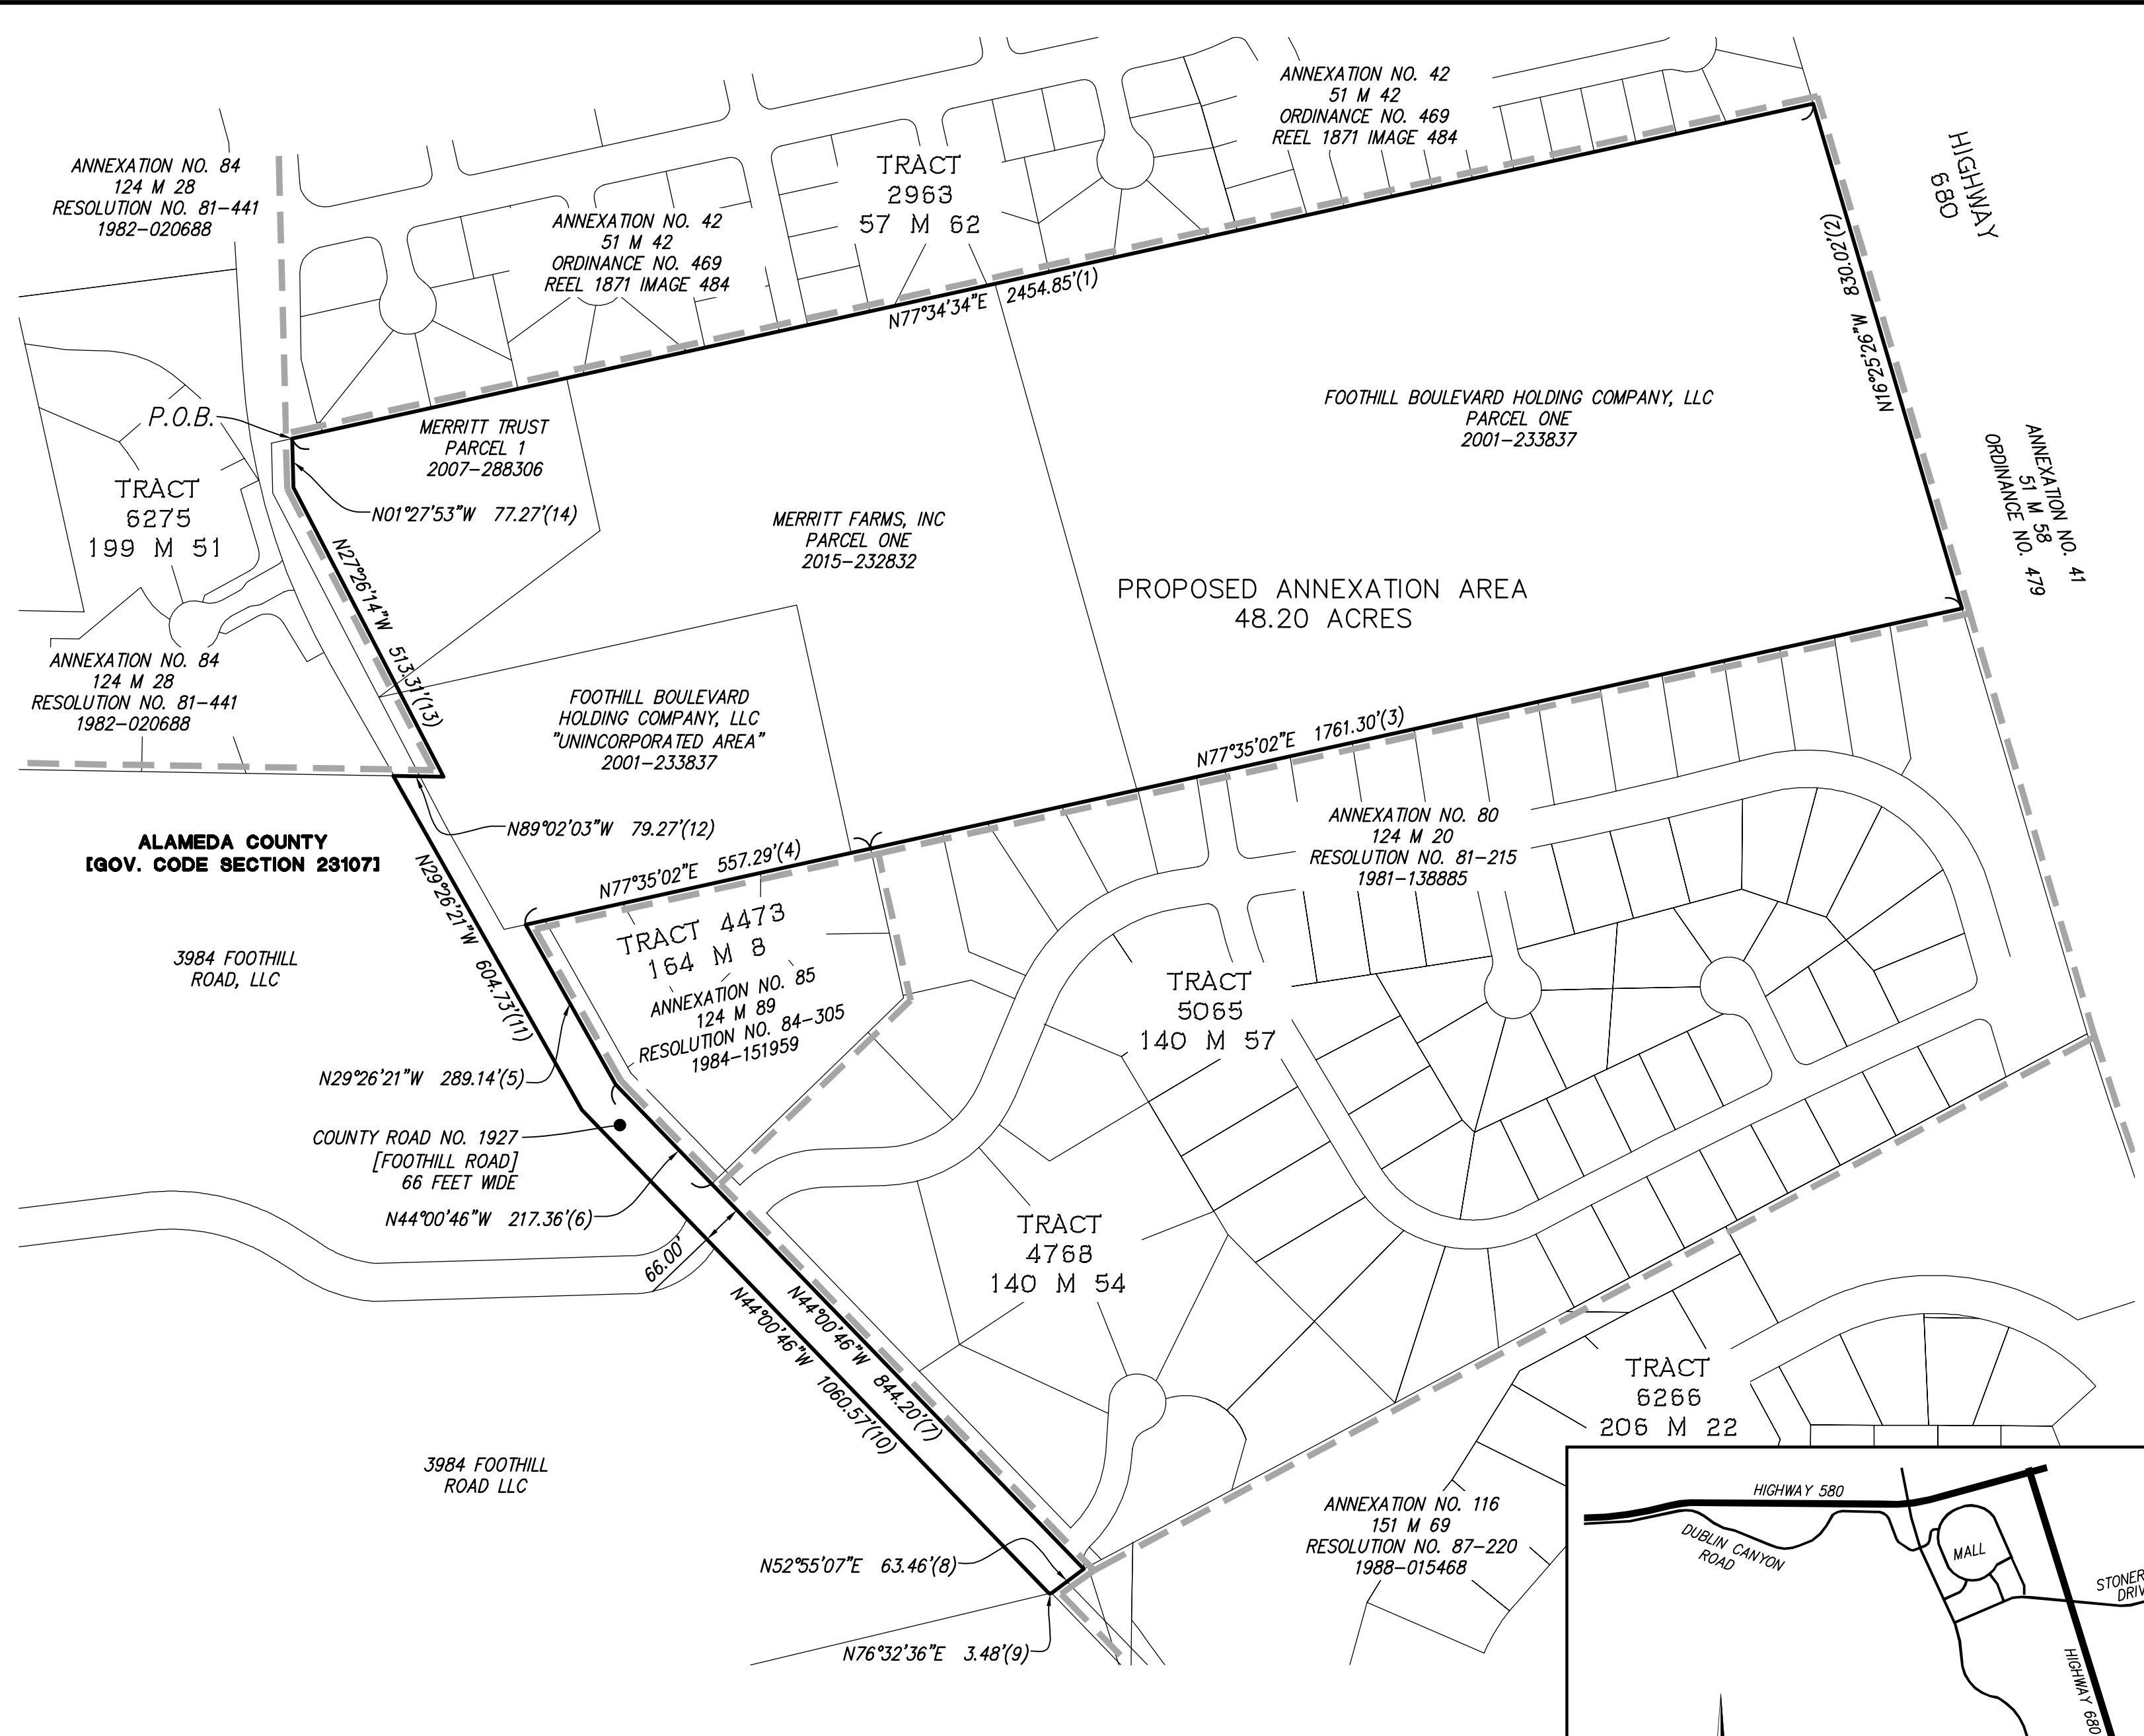 ANNEXATION NO. 42
51 M 42
ORDINANCE NO. 469
REEL 1871 IMAGE 484
HIGHWAY
680
ANNEXATION NO. 84
124 M 28
RESOLUTION NO. 81-441
1982-020688
TRACT
2963
57 M 62
ANNEXATION NO. 42
51 M 42
ORDINANCE NO. 469
REEL 1871 IMAGE 484
N77°34'34"E 2454.85'(1)
N16°25'26"W 830.02'(2)
P.O.B.
MERRITT TRUST
PARCEL 1
2007-288306
FOOTHILL BOULEVARD HOLDING COMPANY, LLC
PARCEL ONE
2001-233837
ANNEXATION NO. 41
51 M 58
ORDINANCE NO. 479
TRACT
6275
199 M 51
N01°27'53"W 77.27'(14)
MERRITT FARMS, INC
PARCEL ONE
2015-232832
N27°26'14"W 513.31'(13)
PROPOSED ANNEXATION AREA
48.20 ACRES
ANNEXATION NO. 84
124 M 28
RESOLUTION NO. 81-441
1982-020688
FOOTHILL BOULEVARD
HOLDING COMPANY, LLC
"UNINCORPORATED AREA"
2001-233837
N77°35'02"E 1761.30'(3)
N89°02'03"W 79.27'(12)
ALAMEDA COUNTY
[GOV. CODE SECTION 23107]
N77°35'02"E 557.29'(4)
ANNEXATION NO. 80
124 M 20
RESOLUTION NO. 81-215
1981-138885
N29°26'21"W 604.73'(11)
TRACT 4473
164 M 8
3984 FOOTHILL
ROAD, LLC
ANNEXATION NO. 85
124 M 89
RESOLUTION NO. 84-305
1984-151959
TRACT
5065
140 M 57
N29°26'21"W 289.14'(5)
COUNTY ROAD NO. 1927
[FOOTHILL ROAD]
66 FEET WIDE
N44°00'46"W 217.36'(6)
66.00'
TRACT
4768
140 M 54
N44°00'46"W 844.20'(7)
N44°00'46"W 1060.57'(10)
TRACT
6266
206 M 22
3984 FOOTHILL
ROAD LLC
ANNEXATION NO. 116
151 M 69
RESOLUTION NO. 87-220
1988-015468
N52°55'07"E 63.46'(8)
N76°32'36"E 3.48'(9)
HIGHWAY 580
DUBLIN CANYON
ROAD
MALL
HIGHWAY 680